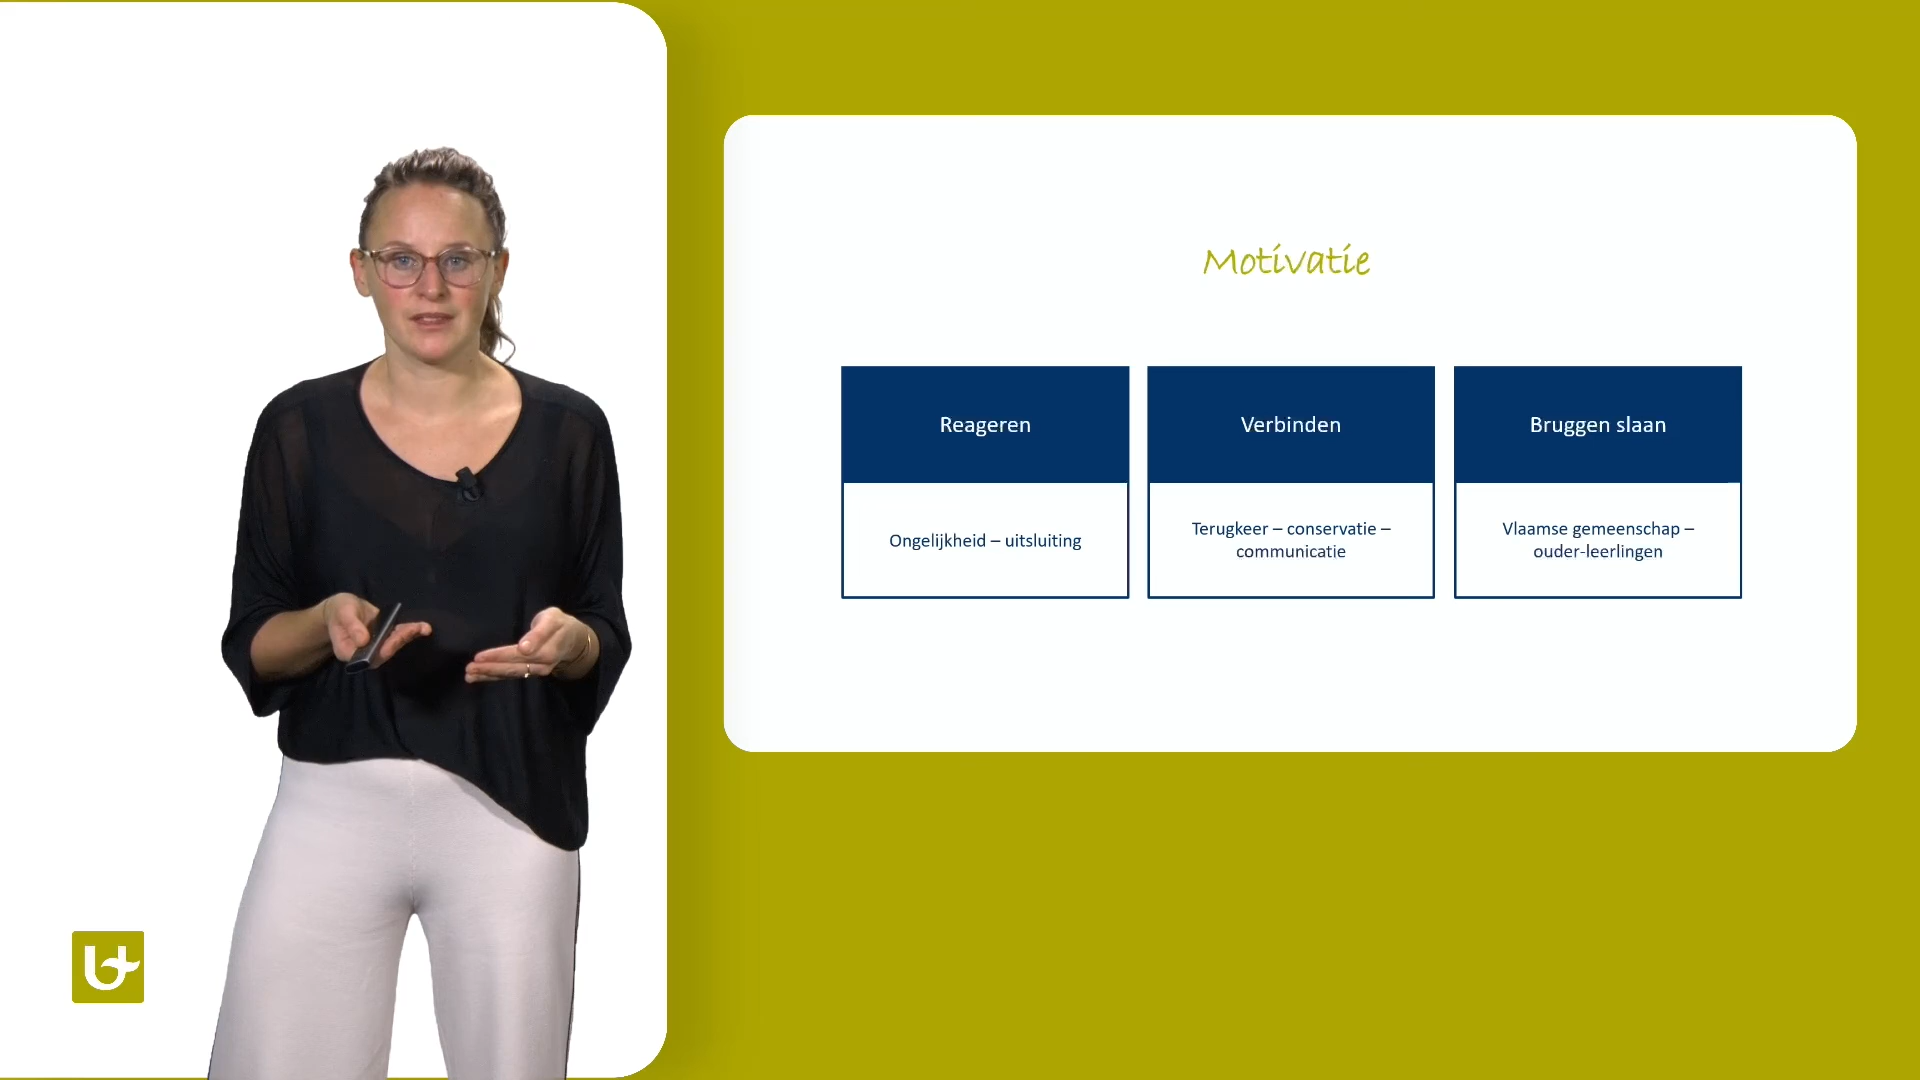 Motivatie
Reageren
Ongelijkheid – uitsluiting
Verbinden
Terugkeer – conservatie –
communicatie
Bruggen slaan
Vlaamse gemeenschap –
ouder-leerlingen